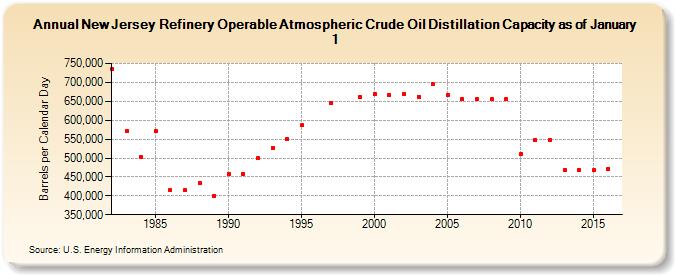 Annual New Jersey Refinery Operable Atmospheric Crude Oil Distillation Capacity as of January
1
Barrels per Calendar Day
750,000
700,000
650,000
600,000
550,000
500,000
450,000
400,000
350,000
1985 1990 1995 2000 2005 2010 2015
Source: U.S. Energy Information Administration